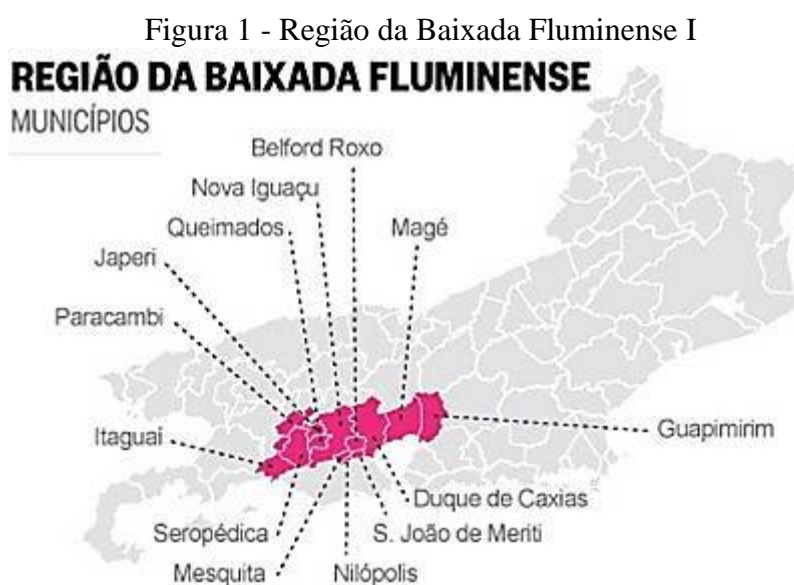 Figura 1 - Região da Baixada Fluminense I
REGIÃO DA BAIXADA FLUMINENSE
MUNICÍPIOS
Belford Roxo
Nova Iguaçu
Queimados
Magé
Japeri
Paracambi
Itaguaí
Guapimirim
Duque de Caxias
Seropédica
S. João de Meriti
Mesquita
Nilópolis